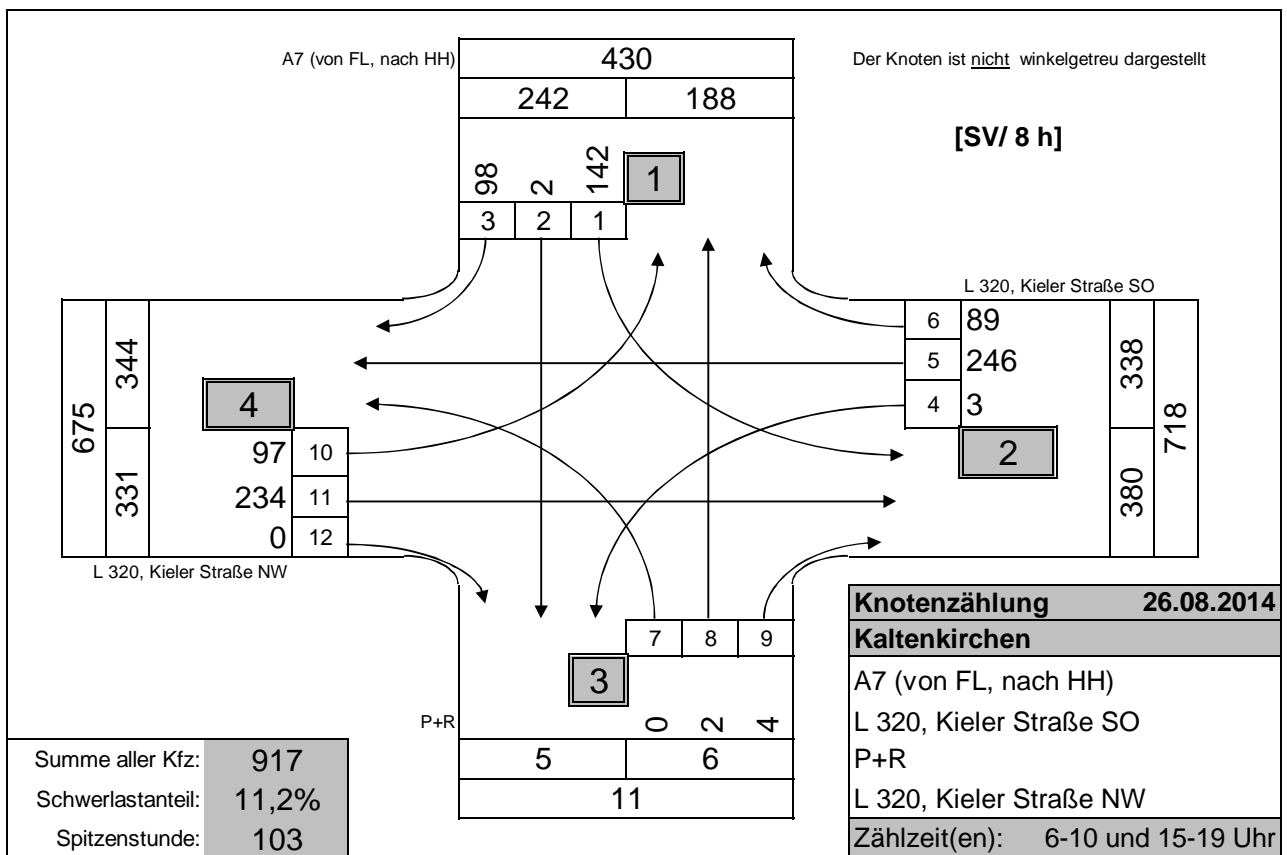 A7 (von FL, nach HH)
430
Der Knoten ist nicht winkelgetreu dargestellt
242 188
[SV/ 8 h]
98 2 142
1
3 2 1
L 320, Kieler Straße SO
6 89
5 246
4 3
338
380
718
2
675
344
331
4
97 10
234 11
0 12
L 320, Kieler Straße NW
7 8 9
3
0 2 4
P+R
5 6
11
Summe aller Kfz: 917
Schwerlastanteil: 11,2%
Spitzenstunde: 103
Knotenzählung 26.08.2014
Kaltenkirchen
A7 (von FL, nach HH)
L 320, Kieler Straße SO
P+R
L 320, Kieler Straße NW
Zählzeit(en): 6-10 und 15-19 Uhr